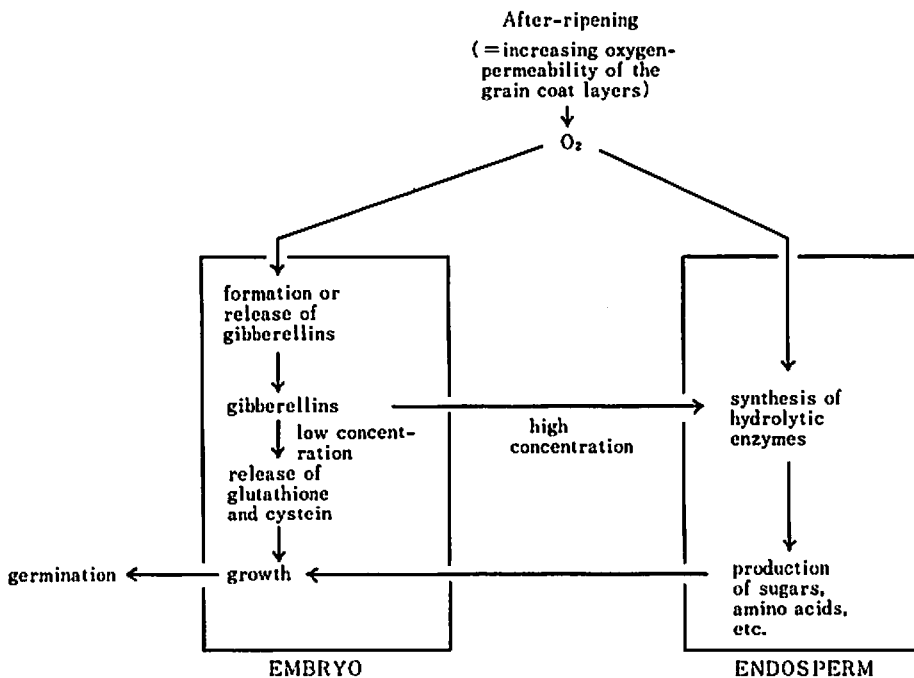 After-ripening
(=increasing oxygen-
permeability of the
grain coat layers)
O₂
formation or
release of
gibberellins
gibberellins
low concent-
ration
release of
glutathione
and cystein
growth
germination
high
concentration
synthesis of
hydrolytic
enzymes
production
of sugars,
amino acids,
etc.
EMBRYO
ENDOSPERM